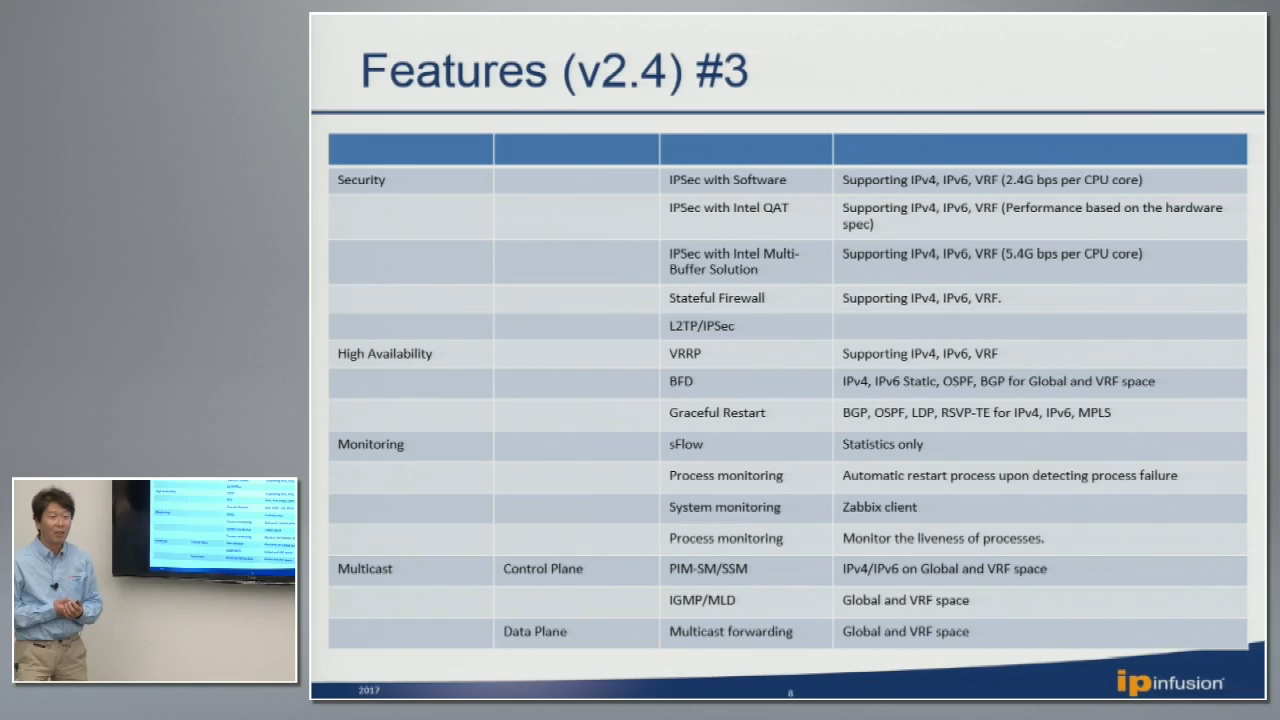 Features (v2.4) #3
Security IPSec with Software Supporting IPv4, IPv6, VRF (2.4G bps per CPU core)
IPSec with Intel QAT Supporting IPv4, IPv6, VRF (Performance based on the hardware
spec)
IPSec with Intel Multi- Supporting IPv4, IPv6, VRF (5.4G bps per CPU core)
Buffer Solution
Stateful Firewall Supporting IPv4, IPv6, VRF.
L2TP/IPSec
High Availability VRRP Supporting IPv4, IPv6, VRF
BFD IPv4, IPv6 Static, OSPF, BGP for Global and VRF space
Graceful Restart BGP, OSPF, LDP, RSVP-TE for IPv4, IPv6, MPLS
Monitoring sFlow Statistics only
Process monitoring Automatic restart process upon detecting process failure
System monitoring Zabbix client
Process monitoring Monitor the liveness of processes.
Multicast Control Plane PIM-SM/SSM IPv4/IPv6 on Global and VRF space
IGMP/MLD Global and VRF space
Data Plane Multicast forwarding Global and VRF space
2017 8 ipinfusion